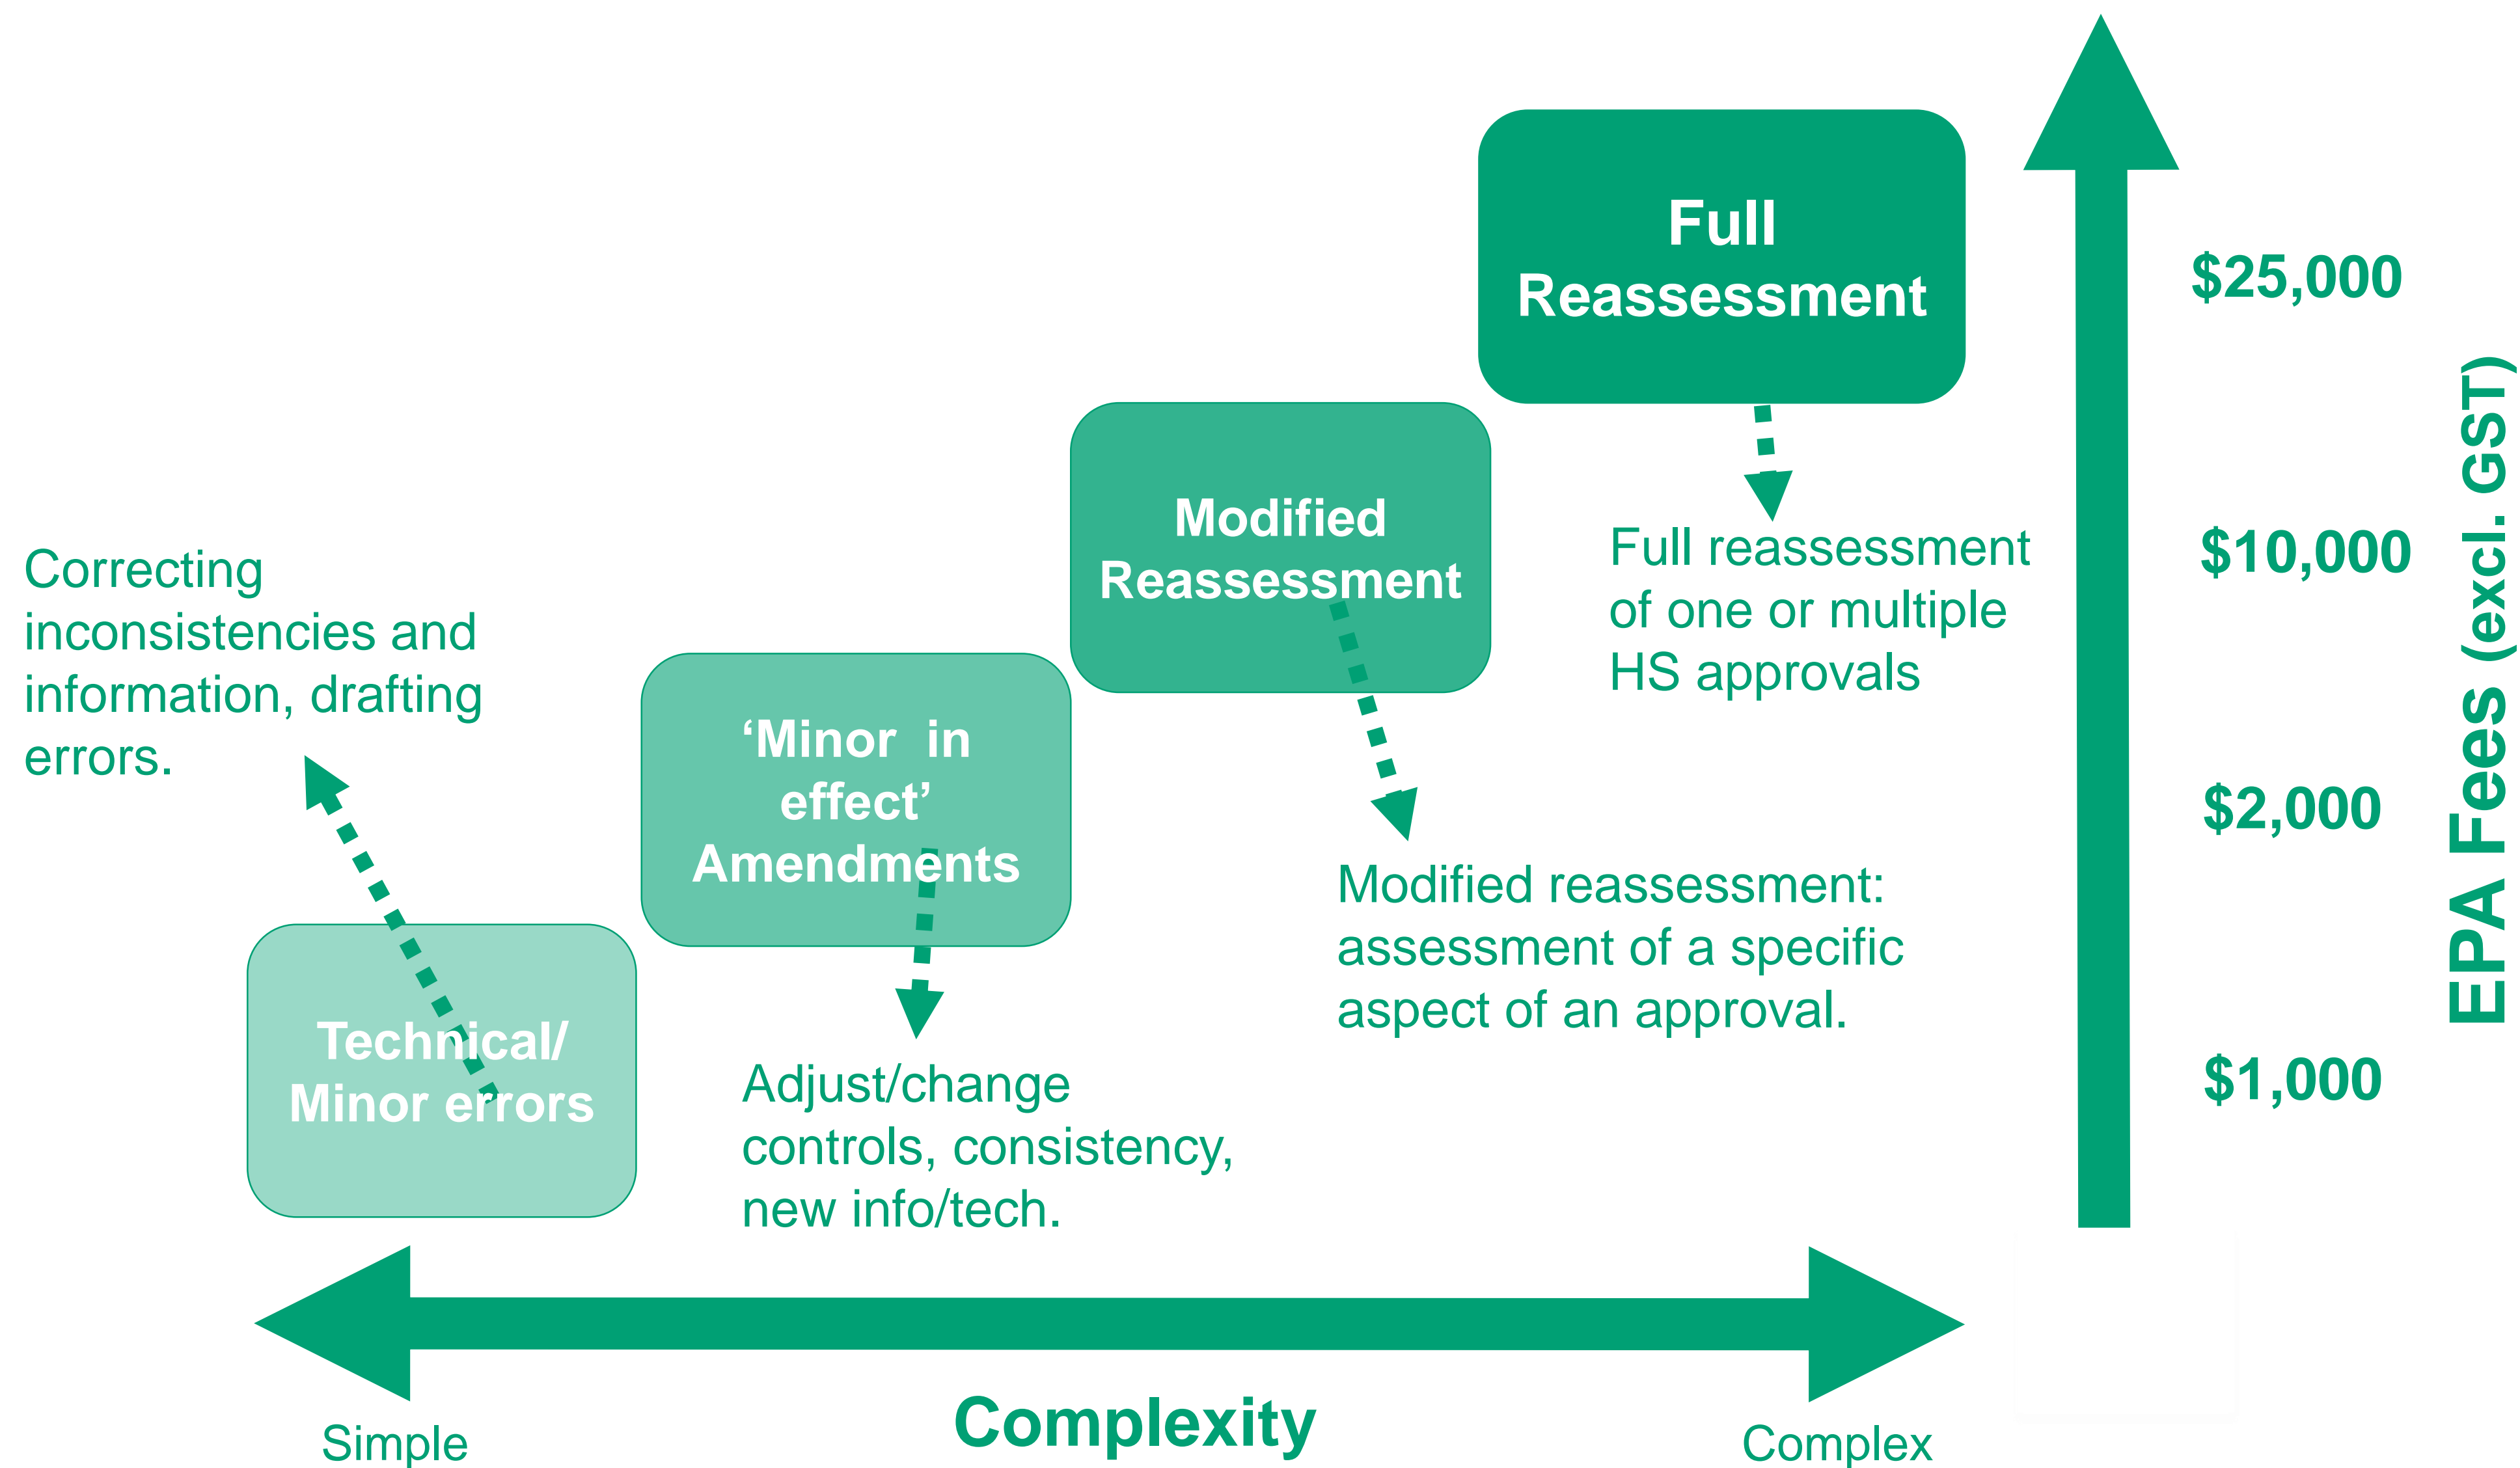 Full
Reassessment
$25,000
Modified
Reassessment
Full reassessment
of one or multiple
HS approvals
$10,000
EPA Fees (excl. GST)
Correcting
inconsistencies and
information, drafting
errors.
‘Minor  in
effect’
Amendments
$2,000
Modified reassessment:
assessment of a specific
aspect of an approval.
Technical/
Minor errors
Adjust/change
controls, consistency,
new info/tech.
$1,000
Complexity
Simple
Complex